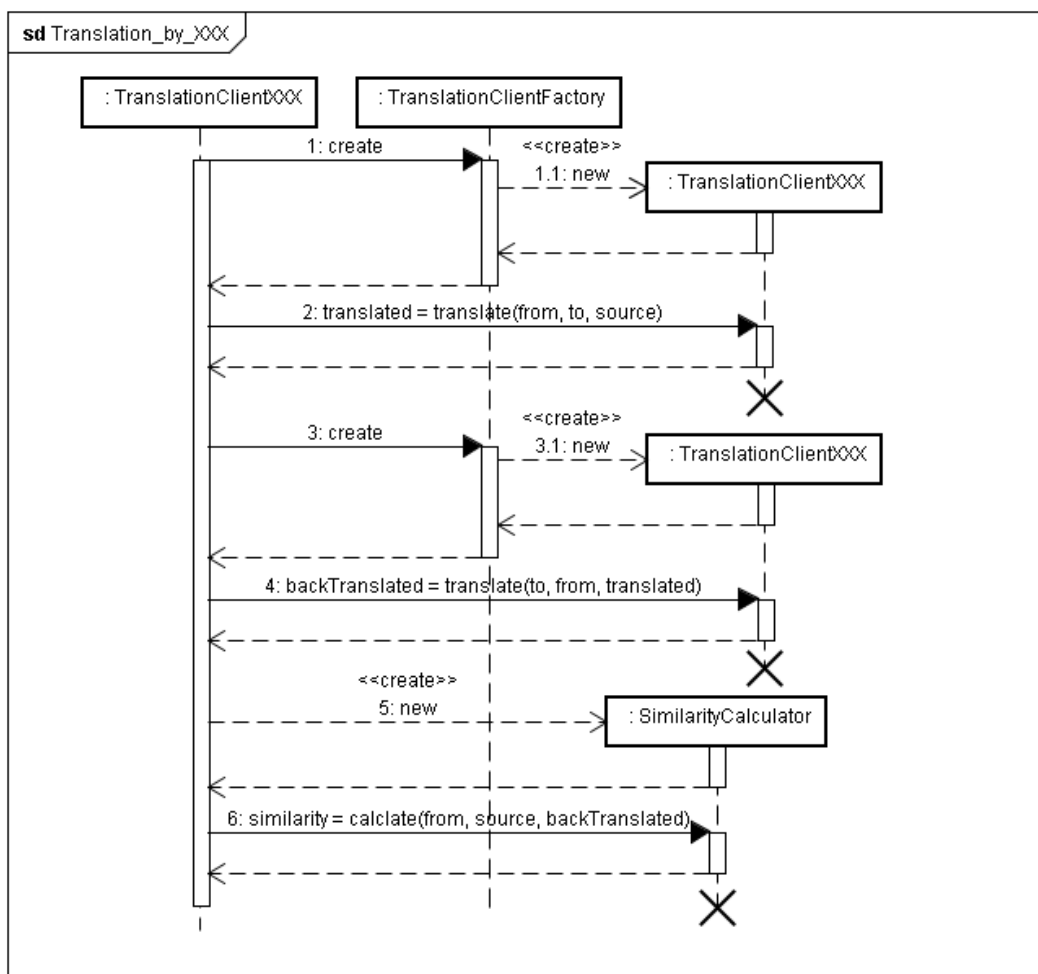 sd Translation_by_XXX
: TranslationClientXXX
: TranslationClientFactory
1: create
<<create>>
1.1: new
: TranslationClientXXX
2: translated = translate(from, to, source)
3: create
<<create>>
3.1: new
: TranslationClientXXX
4: backTranslated = translate(to, from, translated)
<<create>>
5: new
: SimilarityCalculator
6: similarity = calclate(from, source, backTranslated)